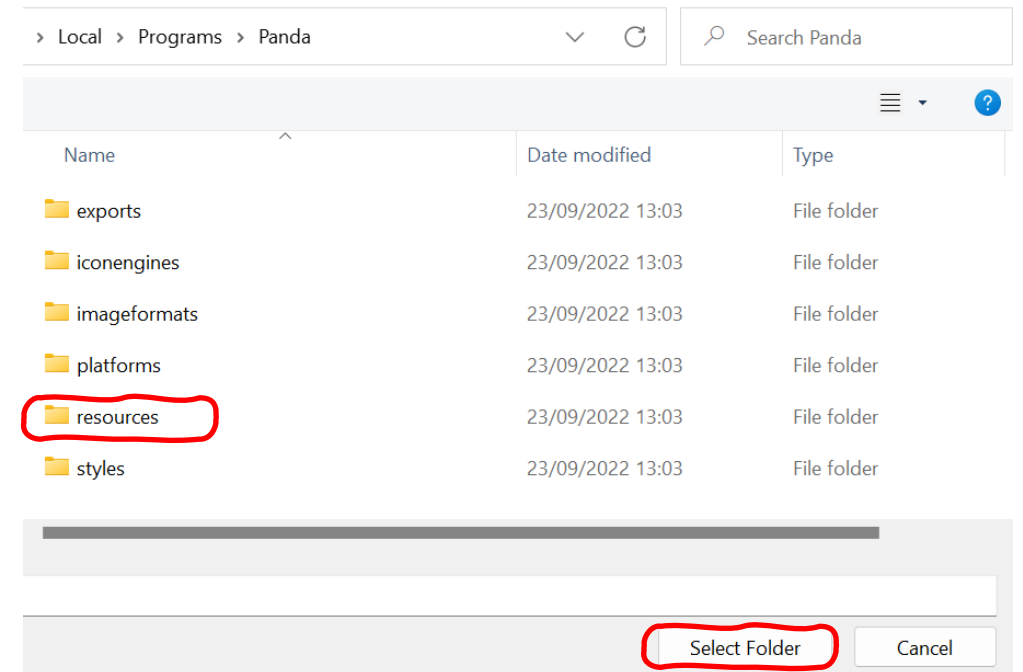 > Local > Programs > Panda
Search Panda
?
Name Date modified Type
exports 23/09/2022 13:03 File folder
iconengines 23/09/2022 13:03 File folder
imageformats 23/09/2022 13:03 File folder
platforms 23/09/2022 13:03 File folder
resources 23/09/2022 13:03 File folder
styles 23/09/2022 13:03 File folder
Select Folder Cancel